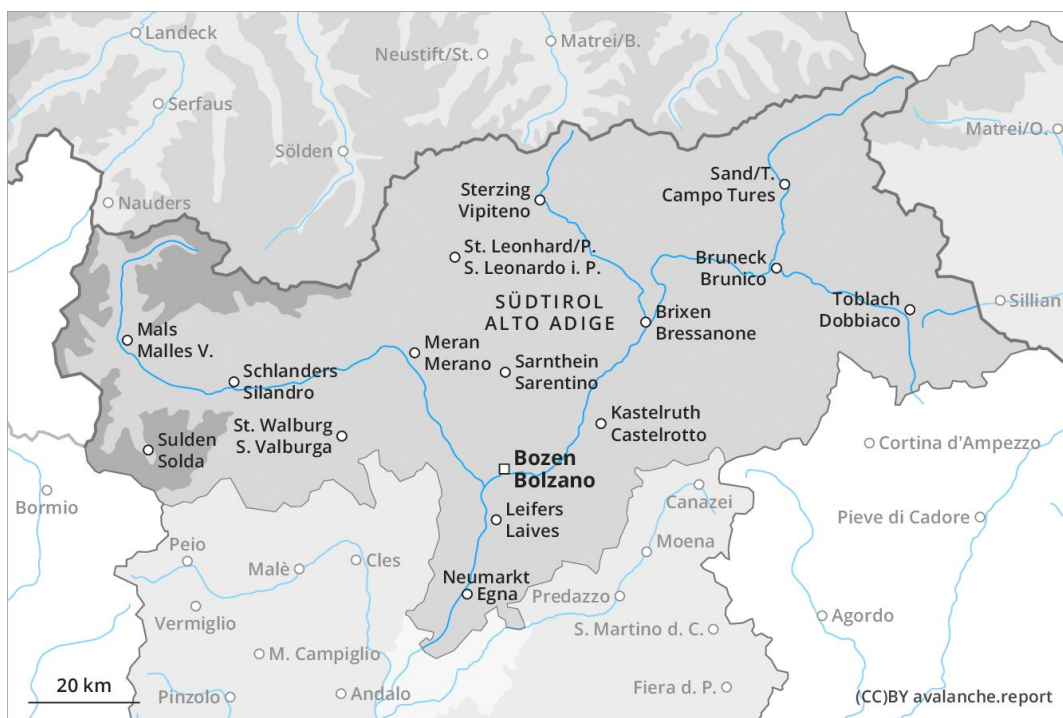 Landeck
Matrei/B.
Neustift/St.
Serfaus
Matrei/O.
Sölden
Sand/T.
Campo Tures
Sterzing
Vipiteno
Nauders
St. Leonhard/P.
S. Leonardo i. P.
Bruneck
Brunico
SÜDTIROL
ALTO ADIGE
Toblach
Dobbiaco
Sillian
Brixen
Bressanone
Mals
Malles V.
Meran
Merano
Sarnthein
Sarentino
Schlanders
Silandro
Kastelruth
Castelrotto
St. Walburg
S. Valburga
Sulden
Solda
Cortina d'Ampezzo
Bozen
Bolzano
Bormio
Canazei
Leifers
Laives
Pieve di Cadore
Moena
Peio
Malè
Cles
Neumarkt
Egna
Predazzo
Vermiglio
Agordo
S. Martino d. C.
M. Campiglio
20 km
Pinzolo
Andalo
Fiera d. P.
(CC)BY avalanche.report